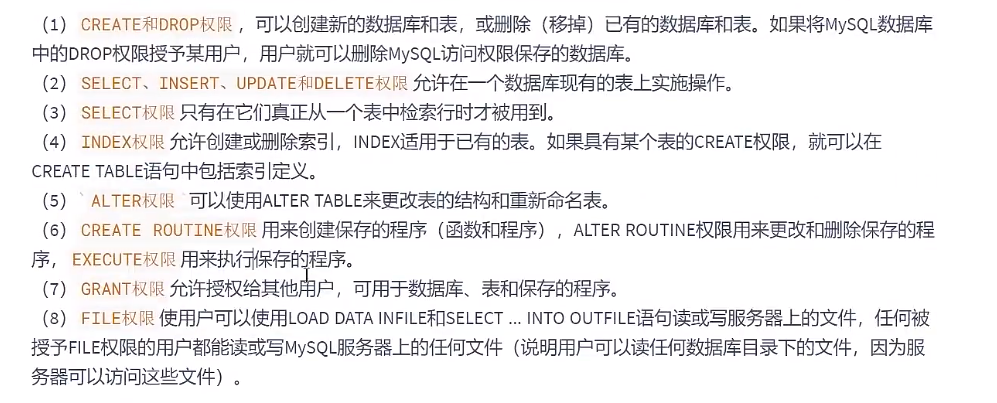 （1） CREATE和DROP权限 ，可以创建新的数据库和表，或删除（移掉）已有的数据库和表。如果将MySQL数据库
中的DROP权限授予某用户，用户就可以删除MySQL访问权限保存的数据库。
（2） SELECT、INSERT、UPDATE和DELETE权限 允许在一个数据库现有的表上实施操作。
（3） SELECT权限 只有在它们真正从一个表中检索行时才被用到。
（4） INDEX权限 允许创建或删除索引，INDEX适用于已有的表。如果具有某个表的CREATE权限，就可以在
CREATE TABLE语句中包括索引定义。
（5）` ALTER权限 `可以使用ALTER TABLE来更改表的结构和重新命名表。
（6） CREATE ROUTINE权限 用来创建保存的程序（函数和程序），ALTER ROUTINE权限用来更改和删除保存的程
序， EXECUTE权限 用来执行保存的程序。
（7） GRANT权限 允许授权给其他用户，可用于数据库、表和保存的程序。
（8） FILE权限 使用户可以使用LOAD DATA INFILE和SELECT ... INTO OUTFILE语句读或写服务器上的文件，任何被
授予FILE权限的用户都能读或写MySQL服务器上的任何文件（说明用户可以读任何数据库目录下的文件，因为服
务器可以访问这些文件）。